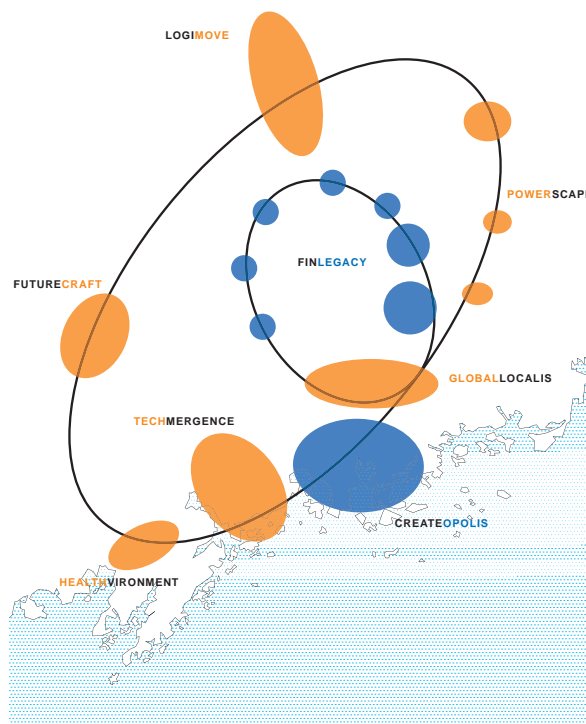 LOGIMOVE
POWERSCAP
FINLEGACY
FUTURECRAFT
GLOBALLOCALIS
TECHMERGENCE
CREATEOPOLIS
HEALTHVIRONMENT